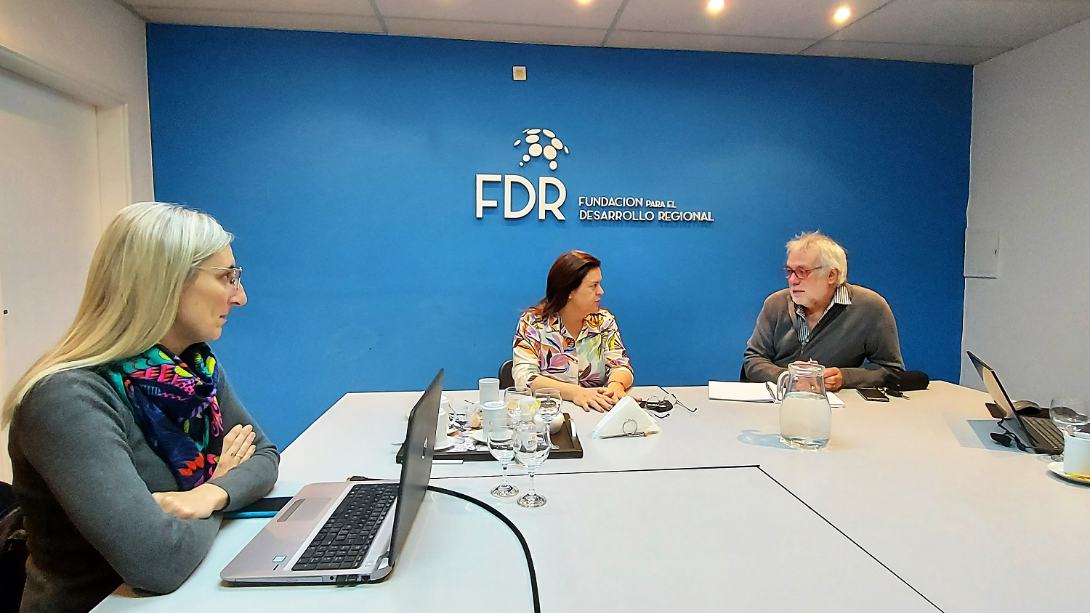 FDR
FUNDACION PARA EL
DESARROLLO REGIONAL